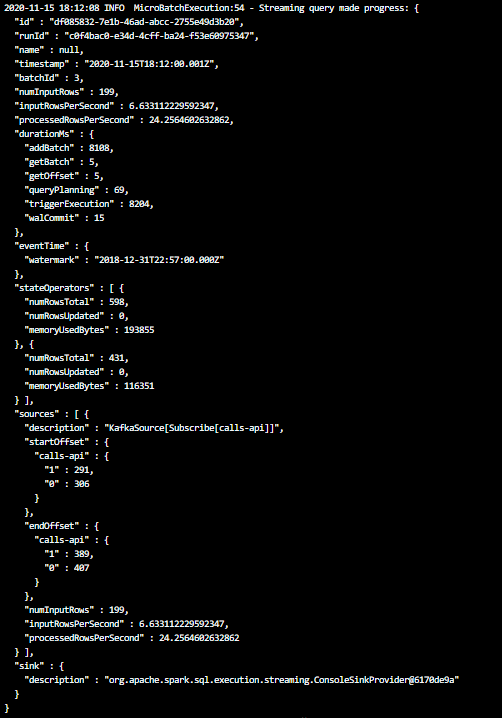 2020-11-15 18:12:08 INFO  MicroBatchExecution:54 - Streaming query made progress: {
  "id" : "df085832-7e1b-46ad-abcc-2755e49d3b20",
  "runId" : "c0f4bac0-e34d-4cff-ba24-f53e60975347",
  "name" : null,
  "timestamp" : "2020-11-15T18:12:00.001Z",
  "batchId" : 3,
  "numInputRows" : 199,
  "inputRowsPerSecond" : 6.633112229592347,
  "processedRowsPerSecond" : 24.2564602632862,
  "durationMs" : {
    "addBatch" : 8108,
    "getBatch" : 5,
    "getOffset" : 5,
    "queryPlanning" : 69,
    "triggerExecution" : 8204,
    "walCommit" : 15
  },
  "eventTime" : {
    "watermark" : "2018-12-31T22:57:00.000Z"
  },
  "stateOperators" : [ {
    "numRowsTotal" : 598,
    "numRowsUpdated" : 0,
    "memoryUsedBytes" : 193855
  }, {
    "numRowsTotal" : 431,
    "numRowsUpdated" : 0,
    "memoryUsedBytes" : 116351
  } ],
  "sources" : [ {
    "description" : "KafkaSource[Subscribe[calls-api]]",
    "startOffset" : {
      "calls-api" : {
        "1" : 291,
        "0" : 306
      }
    },
    "endOffset" : {
      "calls-api" : {
        "1" : 389,
        "0" : 407
      }
    },
    "numInputRows" : 199,
    "inputRowsPerSecond" : 6.633112229592347,
    "processedRowsPerSecond" : 24.2564602632862
  } ],
  "sink" : {
    "description" : "org.apache.spark.sql.execution.streaming.ConsoleSinkProvider@6170de9a"
  }
}